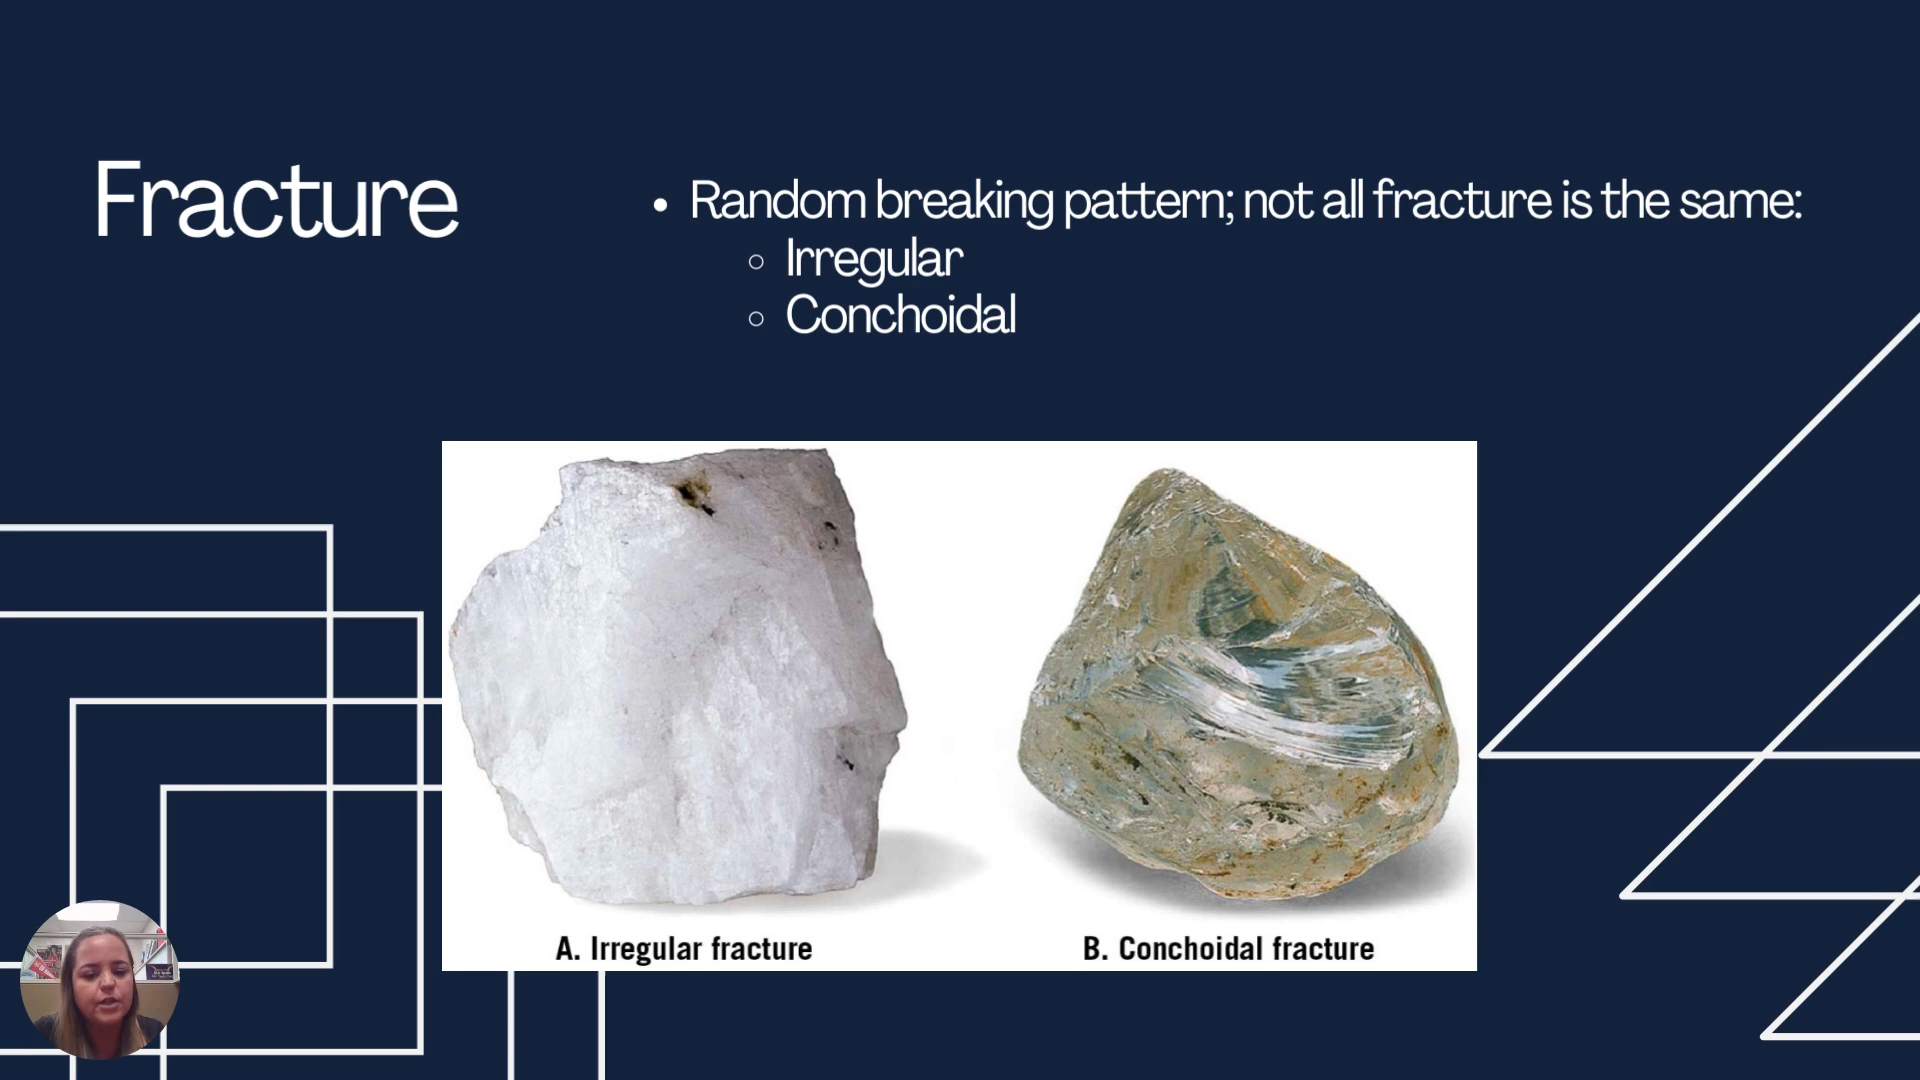 Fracture
• Random breaking pattern; not all fracture is the same:
○ Irregular
○ Conchoidal
A. Irregular fracture
B. Conchoidal fracture